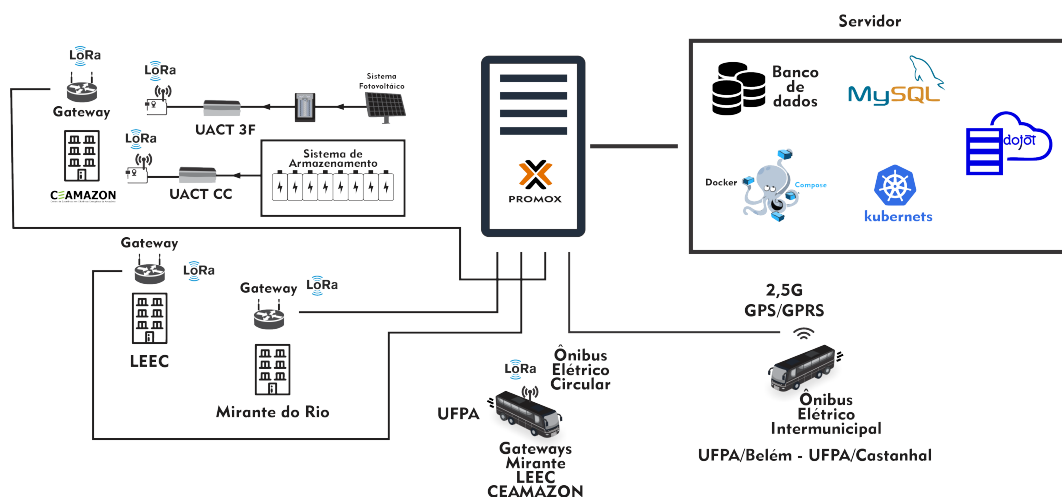 Servidor
LoRa
Gateway
CEAMAZON
LoRa
UACT 3F
Sistema
Fotovoltáico
LoRa
UACT CC
Sistema de
Armazenamento
PROMOX
Banco
de
dados
MySQL
dojot
Docker
Compose
kubernets
Gateway
LoRa
LEEC
Gateway
LoRa
Mirante do Rio
LoRa
Ônibus
Elétrico
Circular
UFPA
Gateways
Mirante
LEEC
CEAMAZON
2,5G
GPS/GPRS
Ônibus
Elétrico
Intermunicipal
UFPA/Belém - UFPA/Castanhal